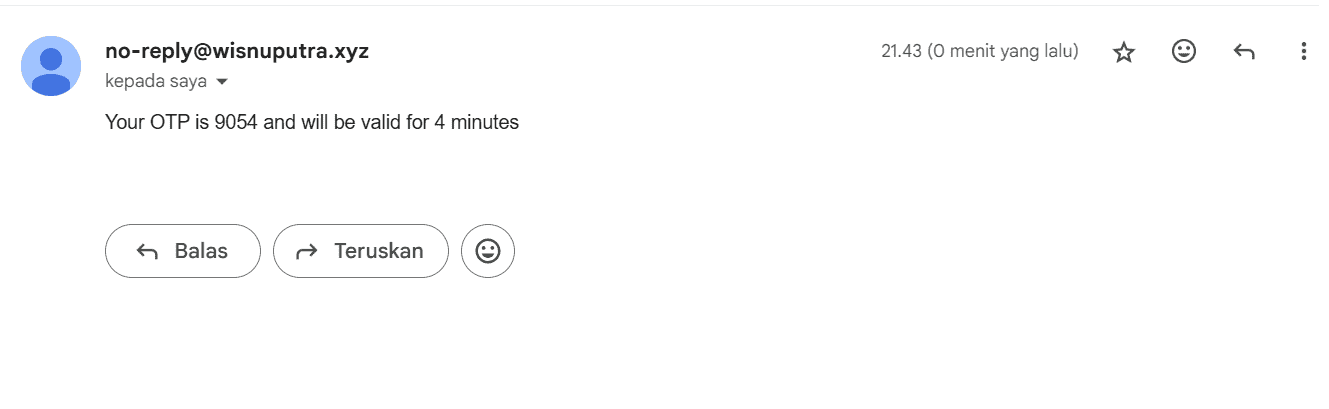 no-reply@wisnuputra.xyz 21.43 (0 menit yang lalu)
kepada saya
Your OTP is 9054 and will be valid for 4 minutes
Balas Teruskan